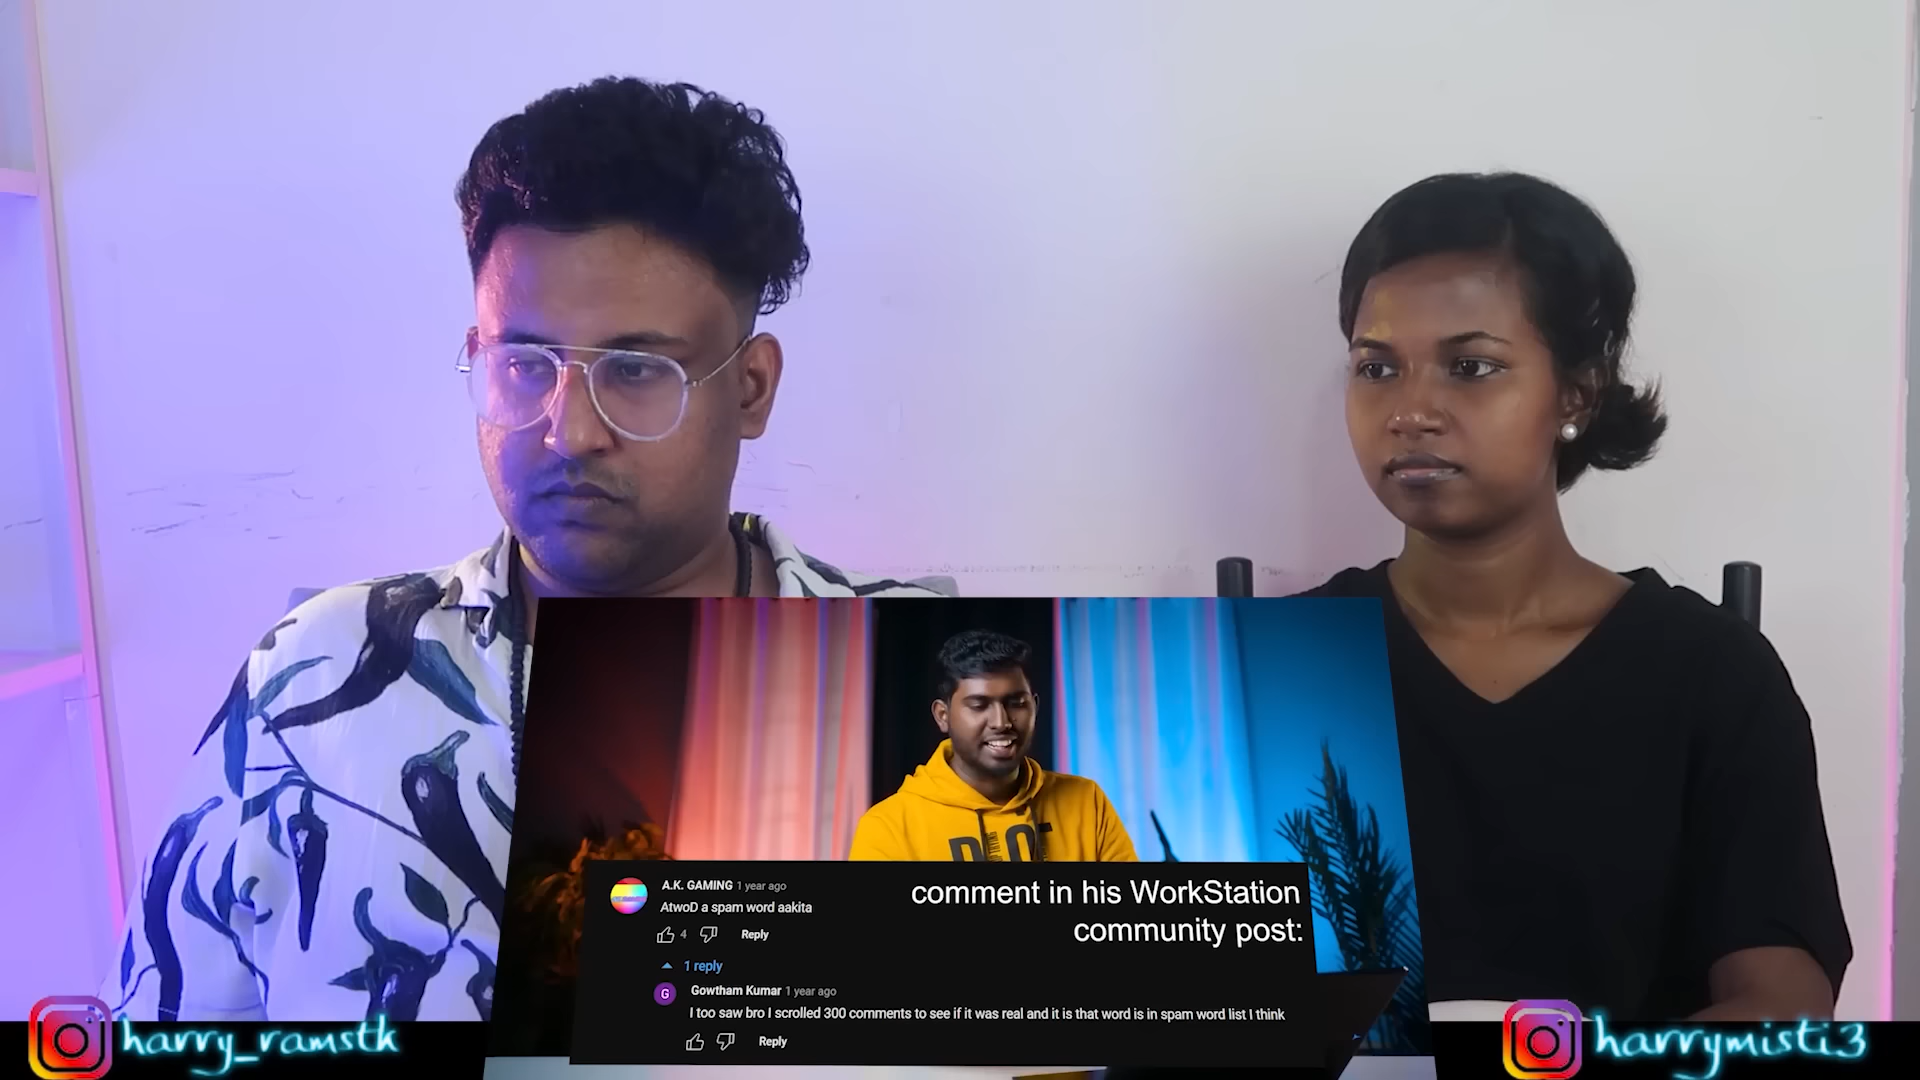 comment in his WorkStation
community post:
A.K. GAMING 1 year ago
AtwoD a spam word aakita
4 Reply
1 reply
G
Gowtham Kumar 1 year ago
I too saw bro I scrolled 300 comments to see if it was real and it is that word is in spam word list I think
Reply
harry_ramstk
harrymisti3